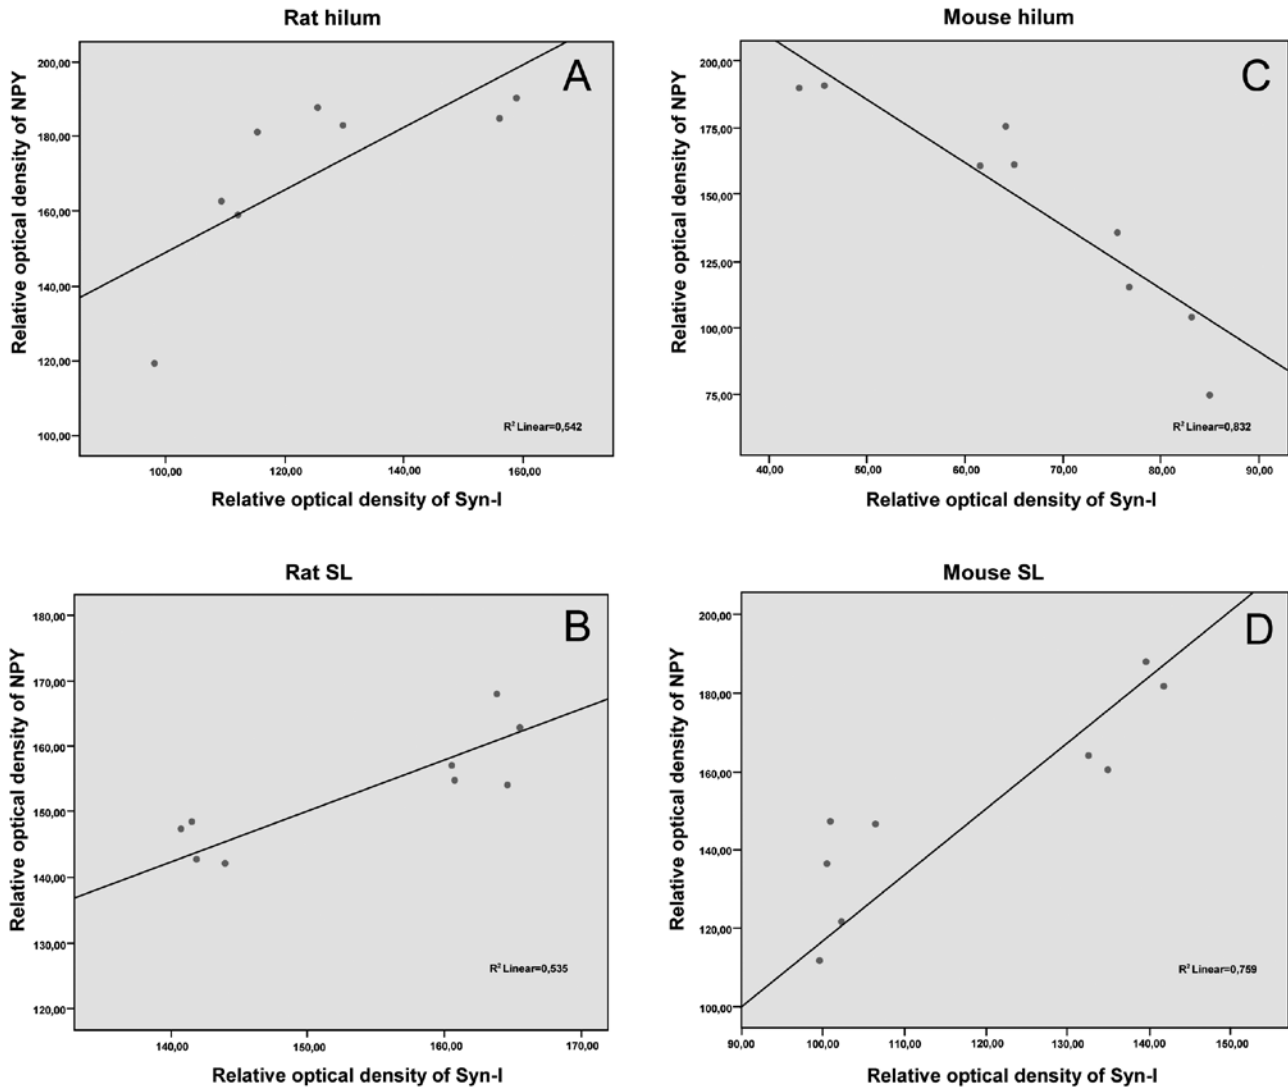 Rat hilum
A
Relative optical density of NPY
200,00
180,00
160,00
140,00
120,00
100,00
R² Linear=0,542
100,00 120,00 140,00 160,00
Relative optical density of Syn-I
Mouse hilum
C
Relative optical density of NPY
200,00
175,00
150,00
125,00
100,00
75,00
R² Linear=0,832
40,00 50,00 60,00 70,00 80,00 90,00
Relative optical density of Syn-I
Rat SL
B
Relative optical density of NPY
180,00
170,00
160,00
150,00
140,00
130,00
120,00
R² Linear=0,535
140,00 150,00 160,00 170,00
Relative optical density of Syn-I
Mouse SL
D
Relative optical density of NPY
200,00
180,00
160,00
140,00
120,00
100,00
R² Linear=0,759
90,00 100,00 110,00 120,00 130,00 140,00 150,00
Relative optical density of Syn-I